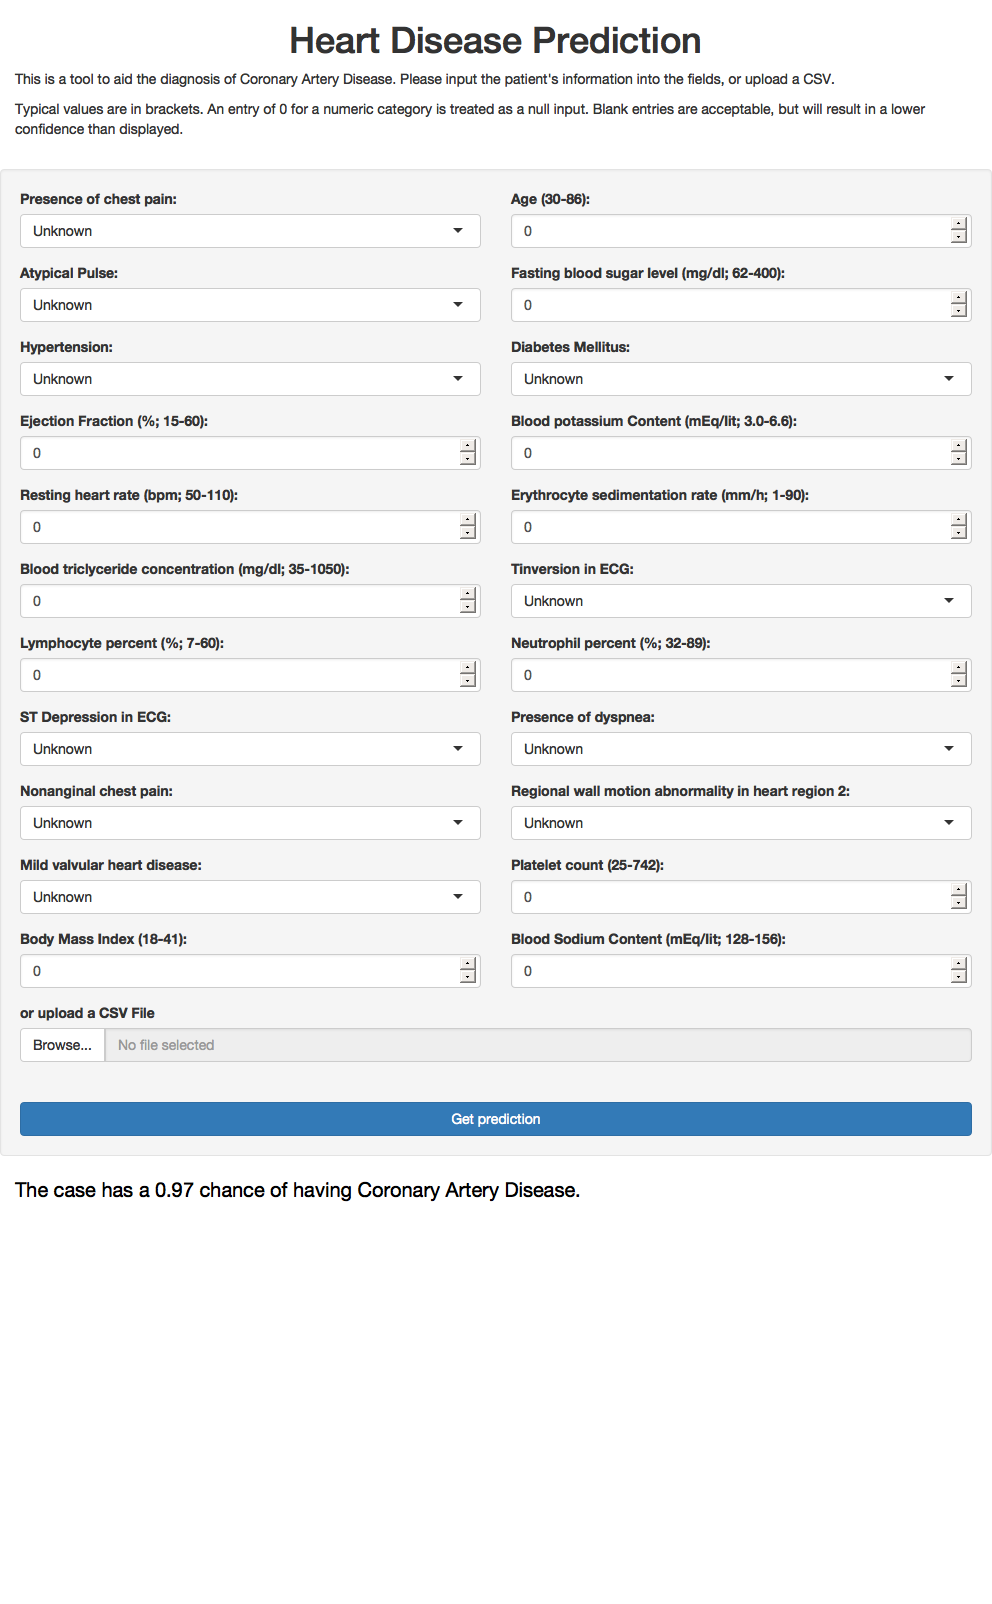 Heart Disease Prediction
This is a tool to aid the diagnosis of Coronary Artery Disease. Please input the patient's information into the fields, or upload a CSV.
Typical values are in brackets. An entry of 0 for a numeric category is treated as a null input. Blank entries are acceptable, but will result in a lower
confidence than displayed.
Presence of chest pain:
Unknown
Age (30-86):
0
Atypical Pulse:
Unknown
Fasting blood sugar level (mg/dl; 62-400):
0
Hypertension:
Unknown
Diabetes Mellitus:
Unknown
Ejection Fraction (%; 15-60):
0
Blood potassium Content (mEq/lit; 3.0-6.6):
0
Resting heart rate (bpm; 50-110):
0
Erythrocyte sedimentation rate (mm/h; 1-90):
0
Blood triclyceride concentration (mg/dl; 35-1050):
0
Tinversion in ECG:
Unknown
Lymphocyte percent (%; 7-60):
0
Neutrophil percent (%; 32-89):
0
ST Depression in ECG:
Unknown
Presence of dyspnea:
Unknown
Nonanginal chest pain:
Unknown
Regional wall motion abnormality in heart region 2:
Unknown
Mild valvular heart disease:
Unknown
Platelet count (25-742):
0
Body Mass Index (18-41):
0
Blood Sodium Content (mEq/lit; 128-156):
0
or upload a CSV File
Browse... No file selected
Get prediction
The case has a 0.97 chance of having Coronary Artery Disease.